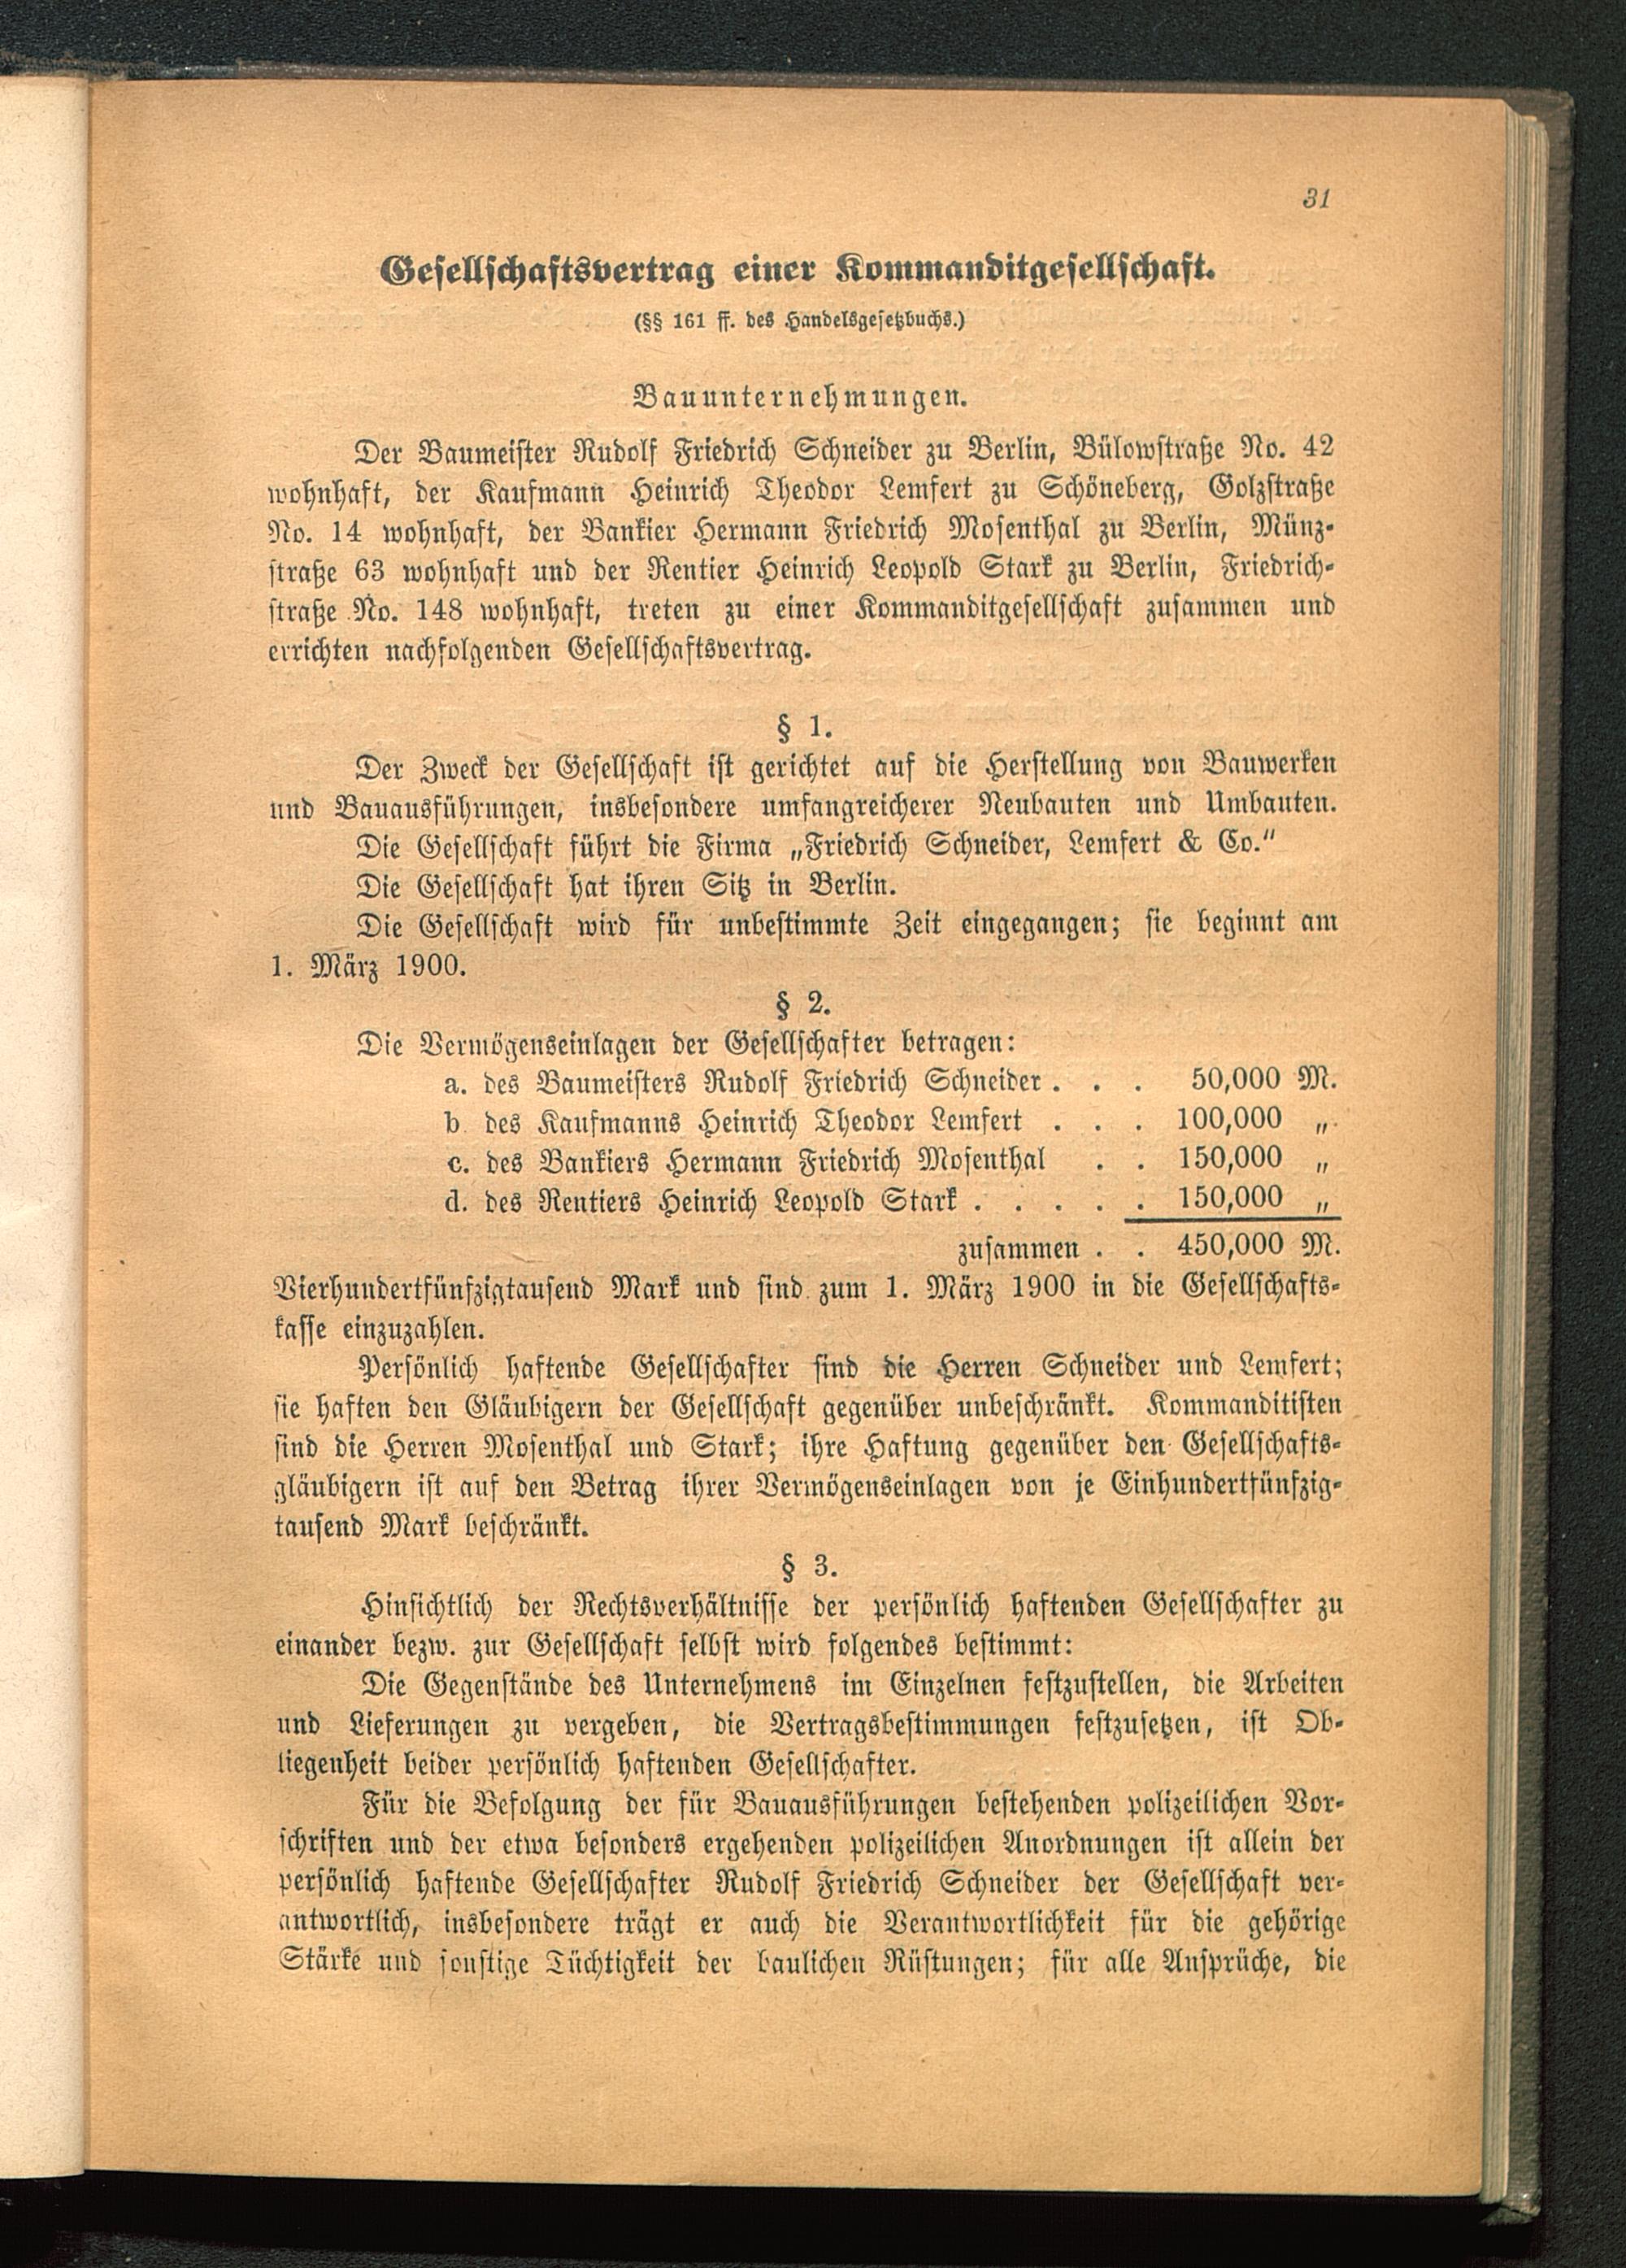 31
Gesellschaftsvertrag einer Kommanditgesellschaft.
(§§ 161 ff. des Handelsgesetzbuchs.)
Bauunternehmungen.
Der Baumeister Rudolf Friedrich Schneider zu Berlin, Bülowstraße No. 42
wohnhaft, der Kaufmann Heinrich Theodor Lemfert zu Schöneberg, Golzstraße
No. 14 wohnhaft, der Bankier Hermann Friedrich Mosenthal zu Berlin, Münz-
straße 63 wohnhaft und der Rentier Heinrich Leopold Stark zu Berlin, Friedrich-
straße No. 148 wohnhaft, treten zu einer Kommanditgesellschaft zusammen und
errichten nachfolgenden Gesellschaftsvertrag.
§ 1.
Der Zweck der Gesellschaft ist gerichtet auf die Herstellung von Bauwerken
und Bauausführungen, insbesondere umfangreicherer Neubauten und Umbauten.
Die Gesellschaft führt die Firma „Friedrich Schneider, Lemfert & Co.“
Die Gesellschaft hat ihren Sitz in Berlin.
Die Gesellschaft wird für unbestimmte Zeit eingegangen; sie beginnt am
1. März 1900.
§ 2.
Die Vermögenseinlagen der Gesellschafter betragen:
a. des Baumeisters Rudolf Friedrich Schneider . . . 50,000 M.
b. des Kaufmanns Heinrich Theodor Lemfert . . . 100,000 „
c. des Bankiers Hermann Friedrich Mosenthal . . 150,000 „
d. des Rentiers Heinrich Leopold Stark . . . . . 150,000 „
zusammen . . 450,000 M.
Vierhundertfünfzigtausend Mark und sind zum 1. März 1900 in die Gesellschafts-
kasse einzuzahlen.
Persönlich haftende Gesellschafter sind die Herren Schneider und Lemfert;
sie haften den Gläubigern der Gesellschaft gegenüber unbeschränkt. Kommanditisten
sind die Herren Mosenthal und Stark; ihre Haftung gegenüber den Gesellschafts-
gläubigern ist auf den Betrag ihrer Vermögenseinlagen von je Einhundertfünfzig-
tausend Mark beschränkt.
§ 3.
Hinsichtlich der Rechtsverhältnisse der persönlich haftenden Gesellschafter zu
einander bezw. zur Gesellschaft selbst wird folgendes bestimmt:
Die Gegenstände des Unternehmens im Einzelnen festzustellen, die Arbeiten
und Lieferungen zu vergeben, die Vertragsbestimmungen festzusetzen, ist Ob-
liegenheit beider persönlich haftenden Gesellschafter.
Für die Befolgung der für Bauausführungen bestehenden polizeilichen Vor-
schriften und der etwa besonders ergehenden polizeilichen Anordnungen ist allein der
persönlich haftende Gesellschafter Rudolf Friedrich Schneider der Gesellschaft ver-
antwortlich, insbesondere trägt er auch die Verantwortlichkeit für die gehörige
Stärke und sonstige Tüchtigkeit der baulichen Rüstungen; für alle Ansprüche, die